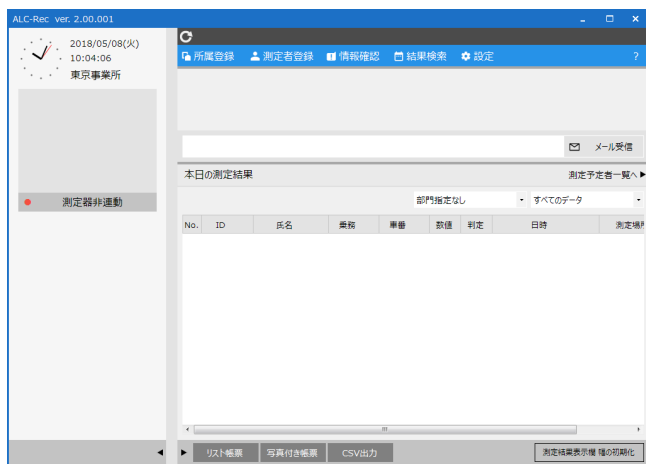 ALC-Rec ver. 2.00.001
2018/05/08(火)
10:04:06
東京事業所
測定器非連動
所属登録 測定者登録 情報確認 結果検索 設定 ?
メール受信
本日の測定結果 測定予定者一覧へ▶
部門指定なし すべてのデータ
No. ID 氏名 乗務 車番 数値 判定 日時 測定場所
リスト帳票 写真付き帳票 CSV出力 測定結果表示欄 幅の初期化